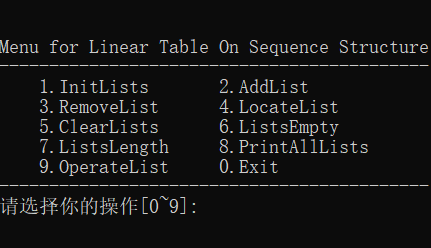 Menu for Linear Table On Sequence Structure
-------------------------------------------
1.InitLists 2.AddList
3.RemoveList 4.LocateList
5.ClearLists 6.ListsEmpty
7.ListsLength 8.PrintAllLists
9.OperateList 0.Exit
-------------------------------------------
请选择你的操作[0~9]: